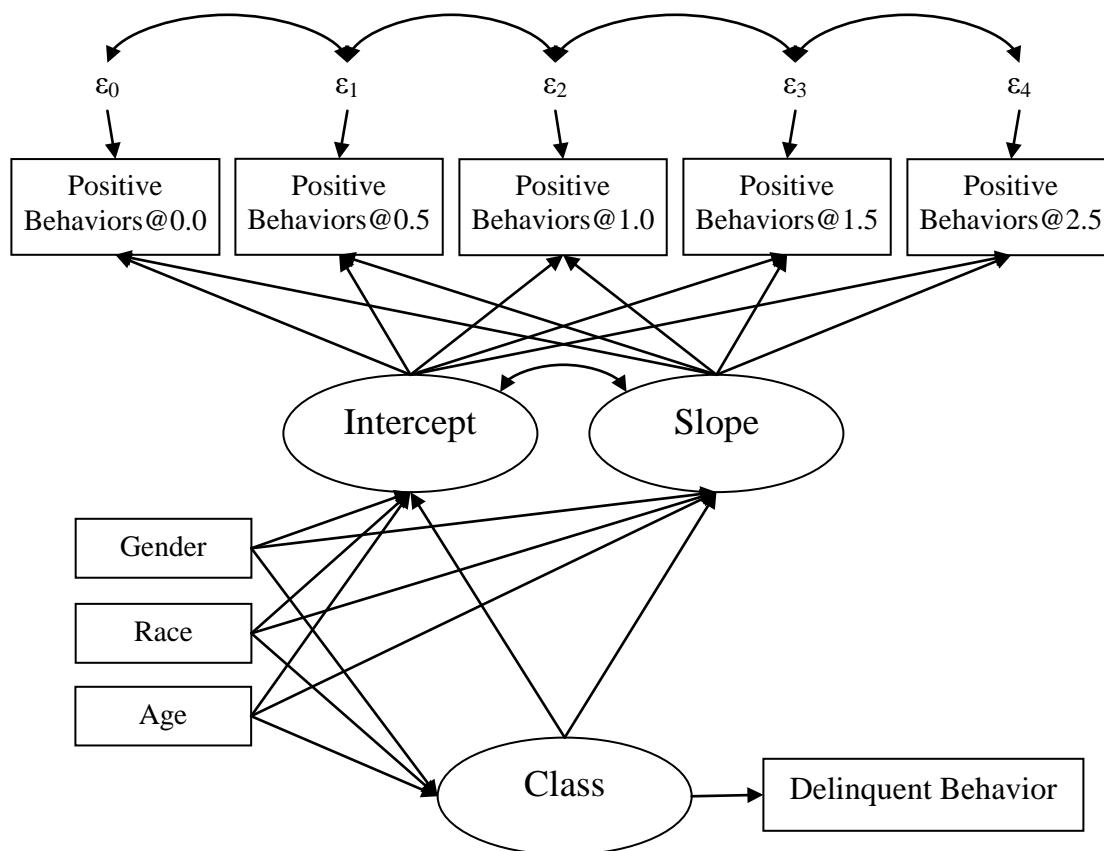 ε₀ ε₁ ε₂ ε₃ ε₄
Positive
Behaviors@0.0
Positive
Behaviors@0.5
Positive
Behaviors@1.0
Positive
Behaviors@1.5
Positive
Behaviors@2.5
Intercept
Slope
Gender
Race
Age
Class
Delinquent Behavior